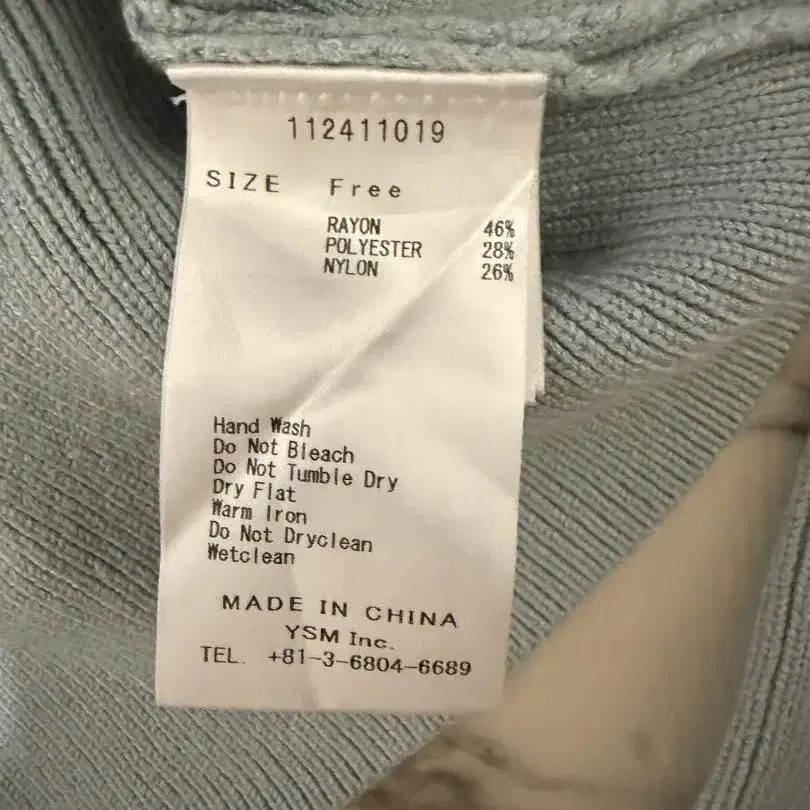 112411019
SIZE Free
RAYON 46%
POLYESTER 28%
NYLON 26%
Hand Wash
Do Not Bleach
Do Not Tumble Dry
Dry Flat
Warm Iron
Do Not Dryclean
Wetclean
MADE IN CHINA
YSM Inc.
TEL. +81-3-6804-6689